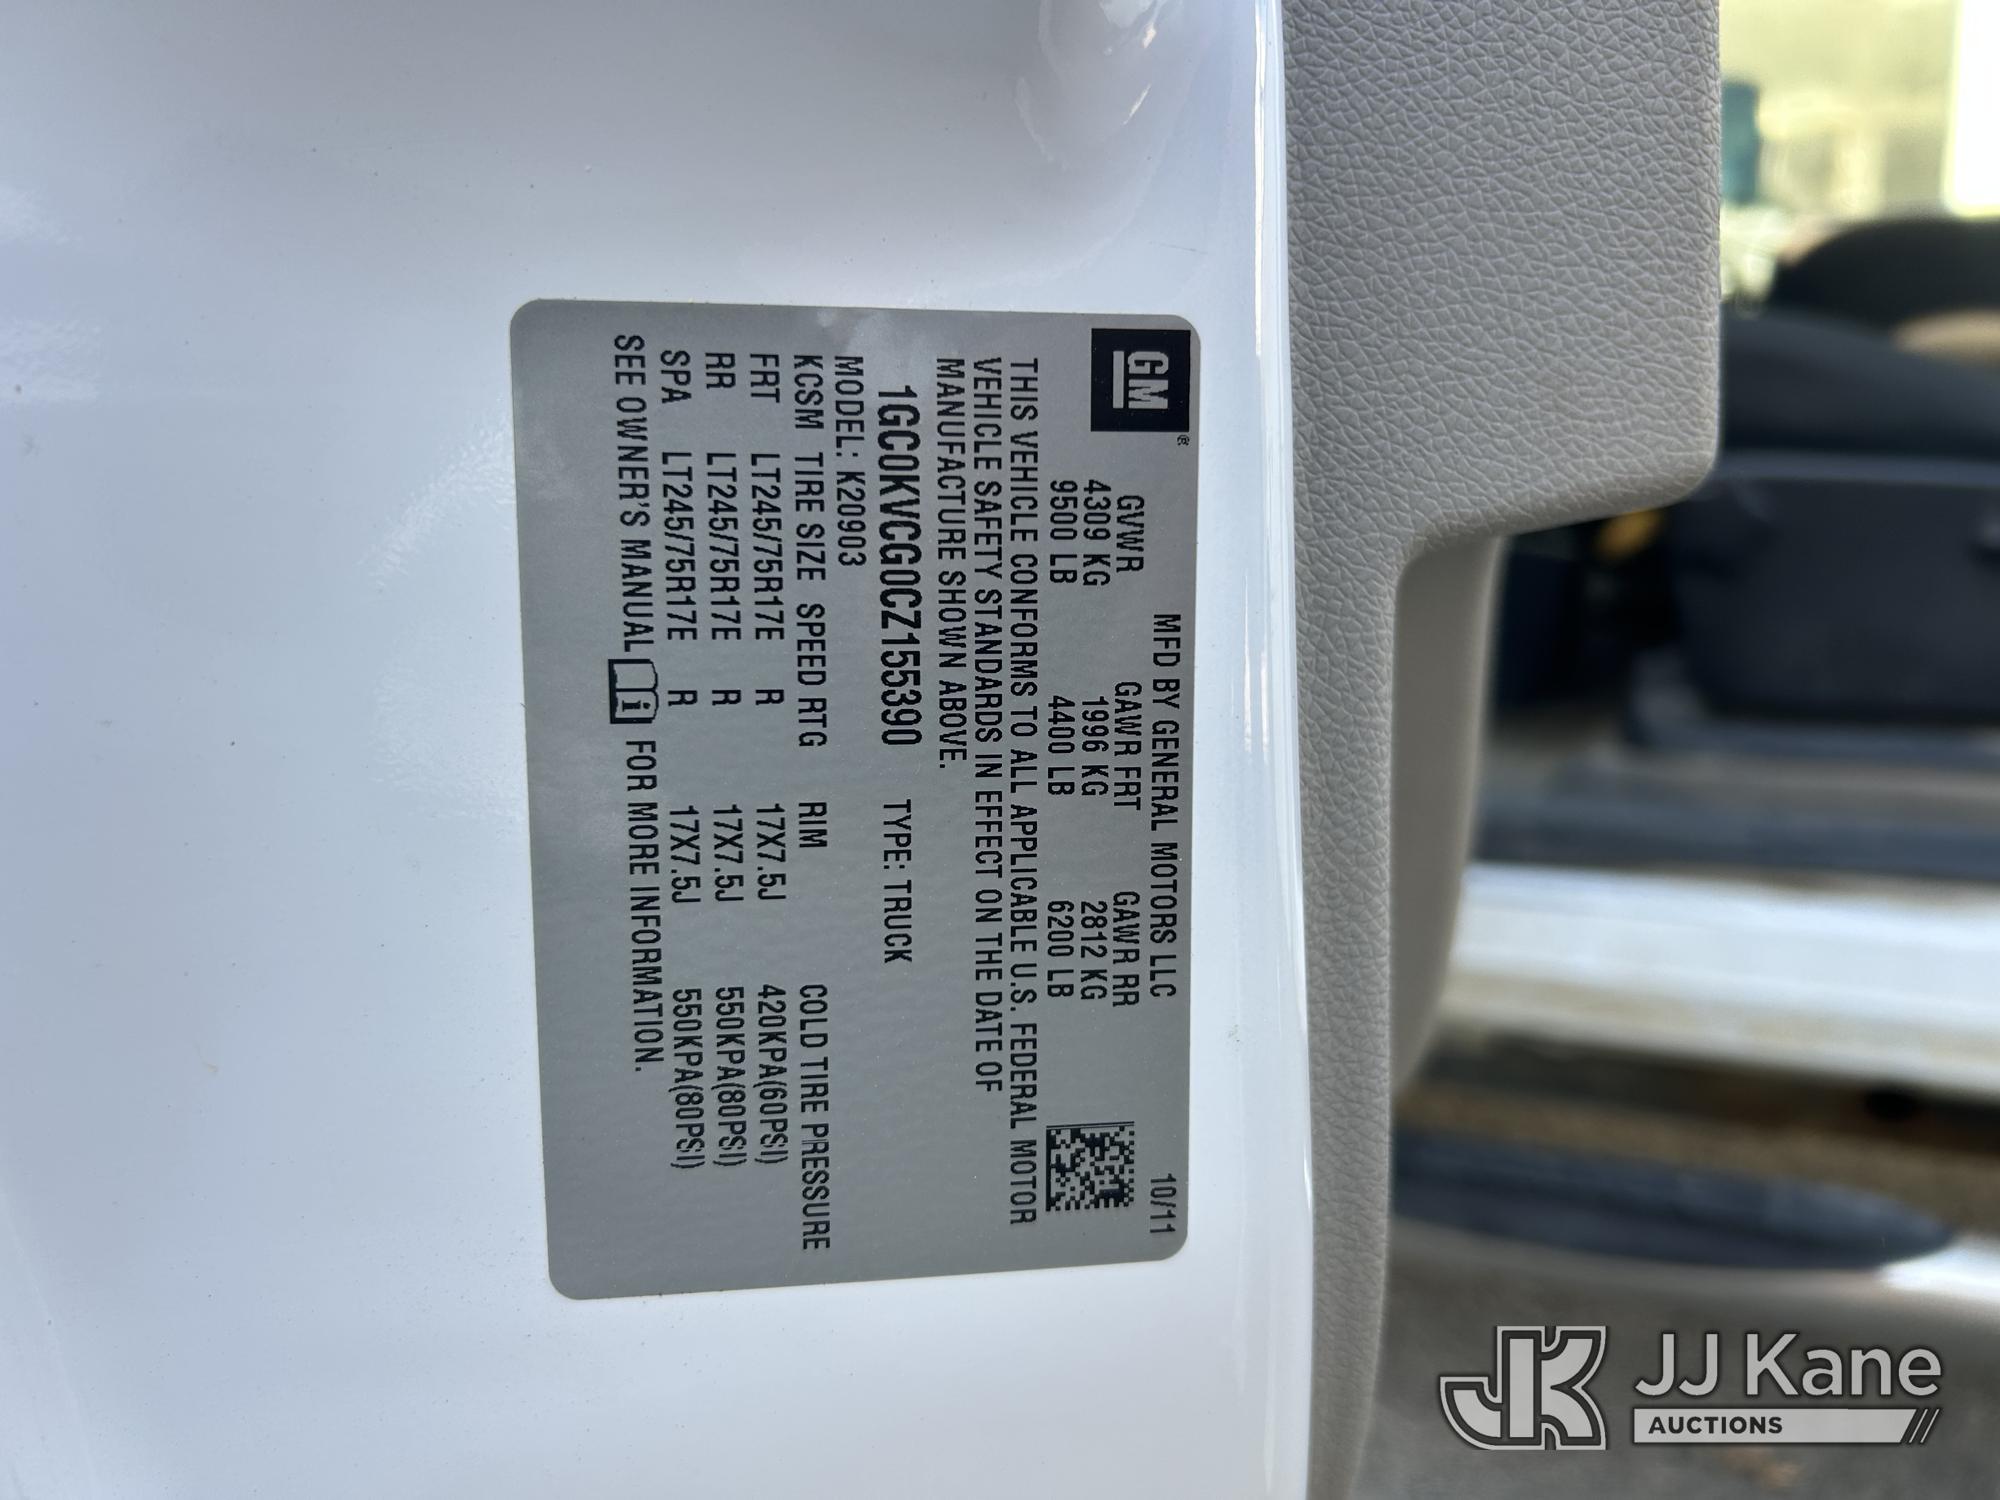 GM®
MFD BY GENERAL MOTORS LLC 10/11
GVWR GAWR FRT GAWR RR
4309 KG 1996 KG 2812 KG
9500 LB 4400 LB 6200 LB
THIS VEHICLE CONFORMS TO ALL APPLICABLE U.S. FEDERAL MOTOR
VEHICLE SAFETY STANDARDS IN EFFECT ON THE DATE OF
MANUFACTURE SHOWN ABOVE.
1GC0KVCG0CZ155390 TYPE: TRUCK
MODEL: K20903
KCSM TIRE SIZE SPEED RTG RIM COLD TIRE PRESSURE
FRT LT245/75R17E R 17X7.5J 420KPA(60PSI)
RR LT245/75R17E R 17X7.5J 550KPA(80PSI)
SPA LT245/75R17E R 17X7.5J 550KPA(80PSI)
SEE OWNER'S MANUAL i FOR MORE INFORMATION.
JK JJ Kane
AUCTIONS